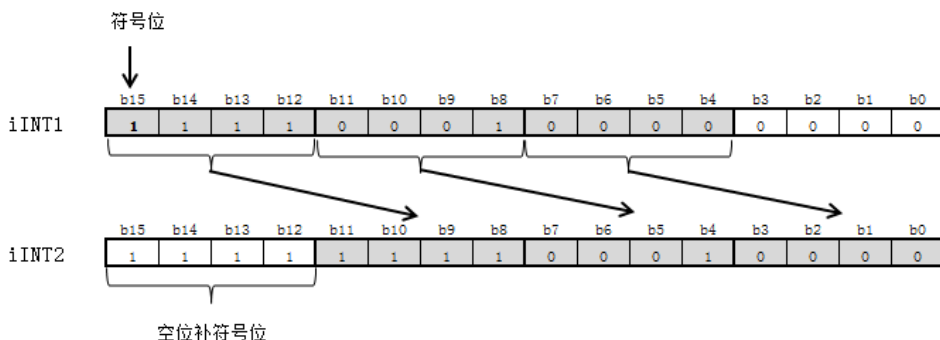 符号位
b15 b14 b13 b12 b11 b10 b9 b8 b7 b6 b5 b4 b3 b2 b1 b0
iINT1 1 1 1 1 0 0 0 1 0 0 0 0 0 0 0 0
b15 b14 b13 b12 b11 b10 b9 b8 b7 b6 b5 b4 b3 b2 b1 b0
iINT2 1 1 1 1 1 1 1 1 0 0 0 1 0 0 0 0
空位补符号位